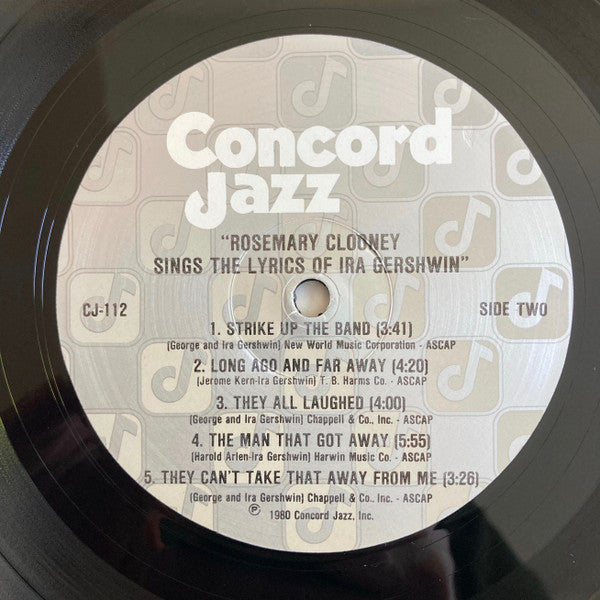 Concord
Jazz
"ROSEMARY CLOONEY
SINGS THE LYRICS OF IRA GERSHWIN"
CJ-112
SIDE TWO
1. STRIKE UP THE BAND (3:41)
(George and Ira Gershwin) New World Music Corporation - ASCAP
2. LONG AGO AND FAR AWAY (4:20)
(Jerome Kern-Ira Gershwin) T. B. Harms Co. - ASCAP
3. THEY ALL LAUGHED (4:00)
(George and Ira Gershwin) Chappell & Co., Inc. - ASCAP
4. THE MAN THAT GOT AWAY (5:55)
(Harold Arlen-Ira Gershwin) Harwin Music Co. - ASCAP
5. THEY CAN'T TAKE THAT AWAY FROM ME (3:26)
(George and Ira Gershwin) Chappell & Co., Inc. - ASCAP
℗ 1980 Concord Jazz, Inc.